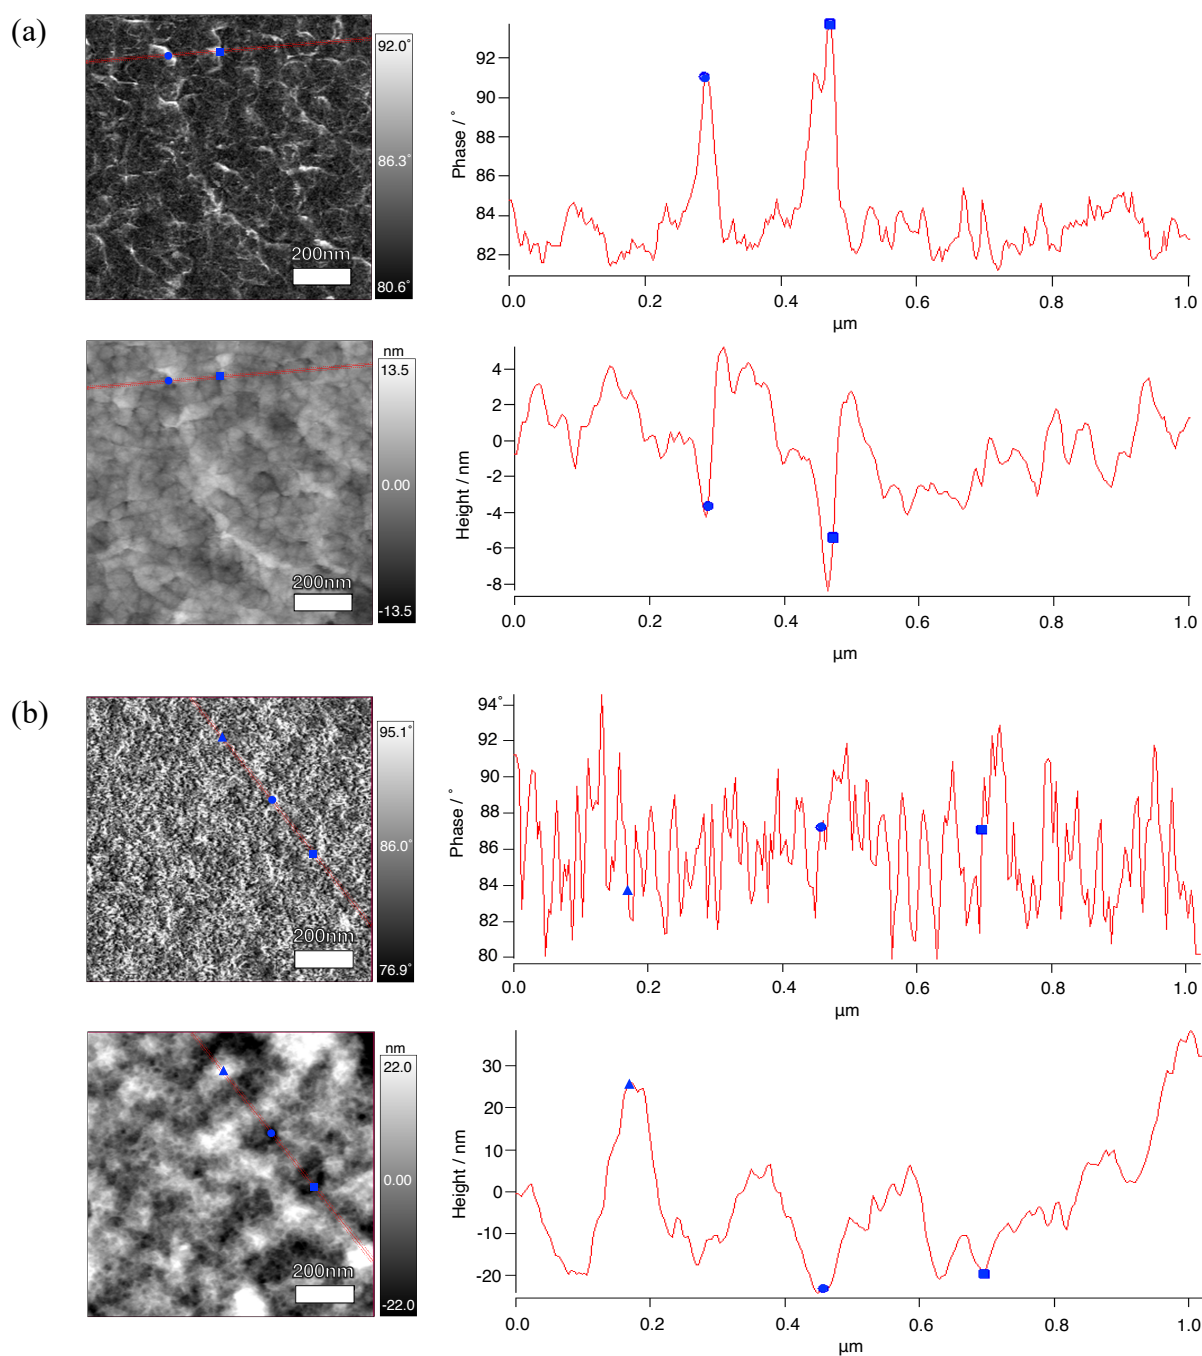 (a)
92.0°
86.3°
80.6°
200nm
Phase / °
92
90
88
86
84
82
0.0 0.2 0.4 0.6 0.8 1.0
µm
nm
13.5
0.00
-13.5
200nm
Height / nm
4
2
0
-2
-4
-6
-8
0.0 0.2 0.4 0.6 0.8 1.0
µm
(b)
95.1°
86.0°
76.9°
200nm
Phase / °
94°
92
90
88
86
84
82
80
0.0 0.2 0.4 0.6 0.8 1.0
µm
nm
22.0
0.00
-22.0
200nm
Height / nm
30
20
10
0
-10
-20
0.0 0.2 0.4 0.6 0.8 1.0
µm